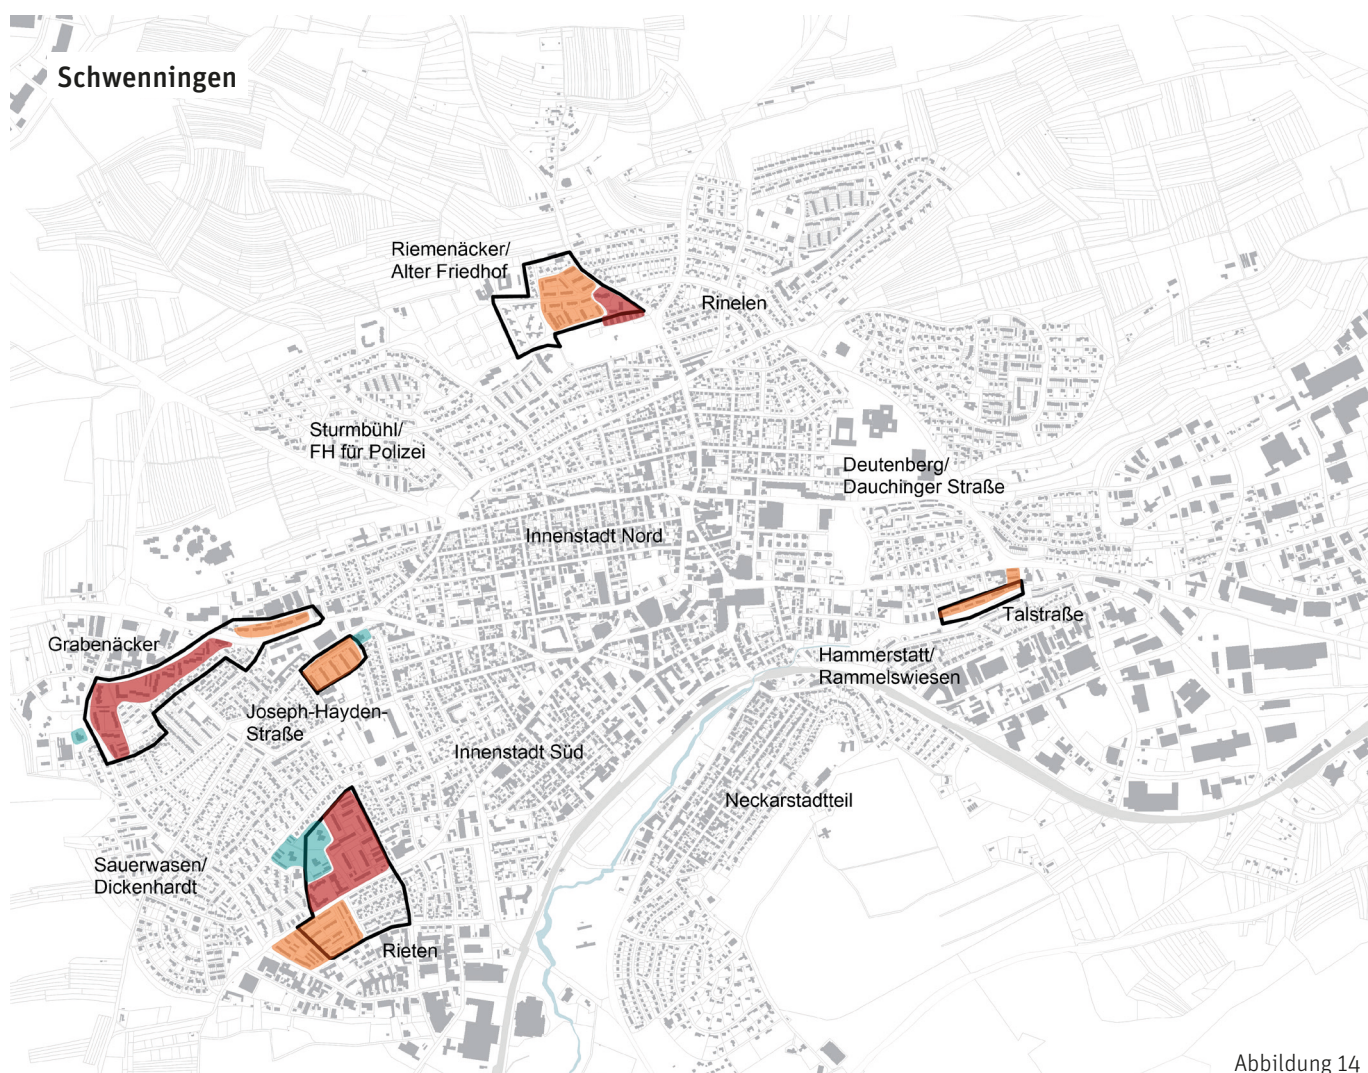 Schwenningen
Riemenäcker/
Alter Friedhof
Rinelen
Sturmbühl/
FH für Polizei
Deutenberg/
Dauchinger Straße
Innenstadt Nord
Talstraße
Grabenäcker
Hammerstatt/
Rammelswiesen
Joseph-Hayden-
Straße
Innenstadt Süd
Neckarstadtteil
Sauerwasen/
Dickenhardt
Rieten
Abbildung 14